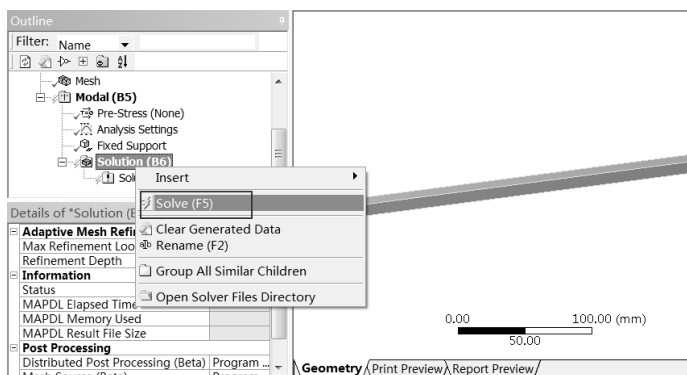 Outline
Filter: Name
Mesh
Modal (B5)
Pre-Stress (None)
Analysis Settings
Fixed Support
Solution (B6)
Solu
Insert
Solve (F5)
Clear Generated Data
Rename (F2)
Group All Similar Children
Open Solver Files Directory
Details of "Solution (B
Adaptive Mesh Refin
Max Refinement Loo
Refinement Depth
Information
Status
MAPDL Elapsed Time
MAPDL Memory Used
MAPDL Result File Size
Post Processing
Distributed Post Processing (Beta) Program ...
0.00 100.00 (mm)
50.00
Geometry Print Preview Report Preview